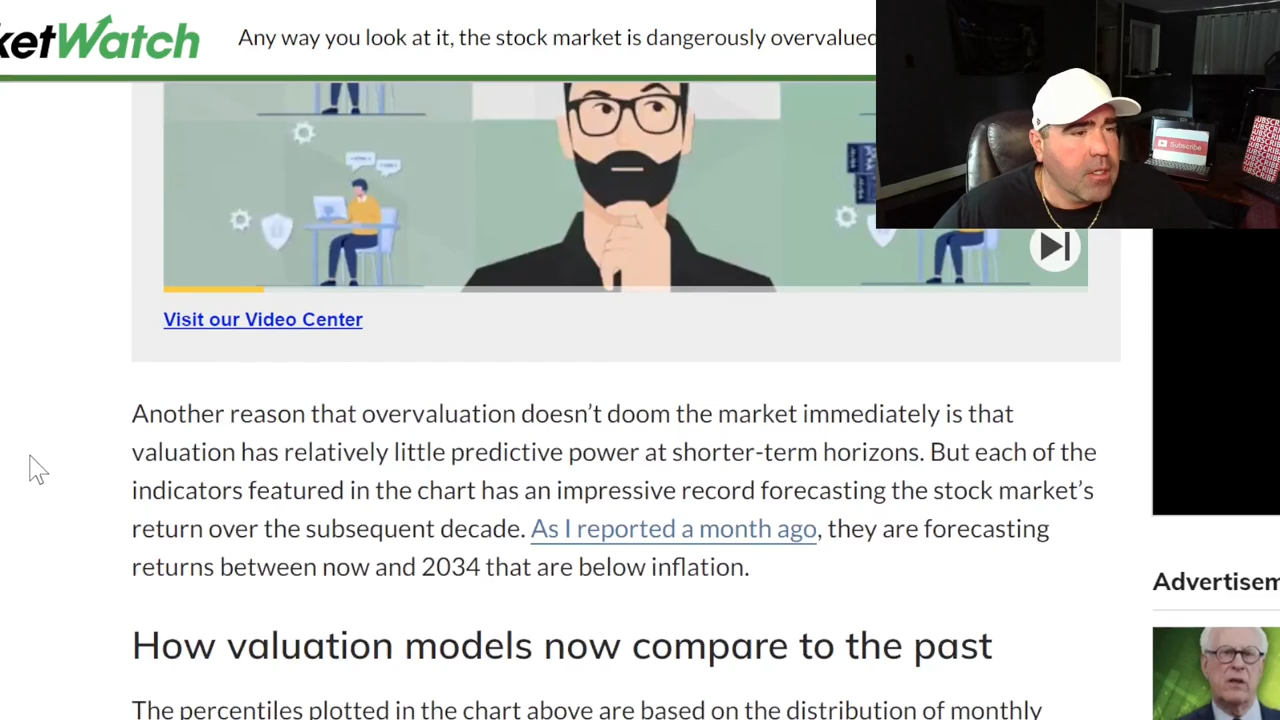 ketWatch
Any way you look at it, the stock market is dangerously overvalued
Subscribe
Visit our Video Center
Another reason that overvaluation doesn’t doom the market immediately is that
valuation has relatively little predictive power at shorter-term horizons. But each of the
indicators featured in the chart has an impressive record forecasting the stock market’s
return over the subsequent decade. As I reported a month ago, they are forecasting
returns between now and 2034 that are below inflation.
Advertisem
How valuation models now compare to the past
The percentiles plotted in the chart above are based on the distribution of monthly